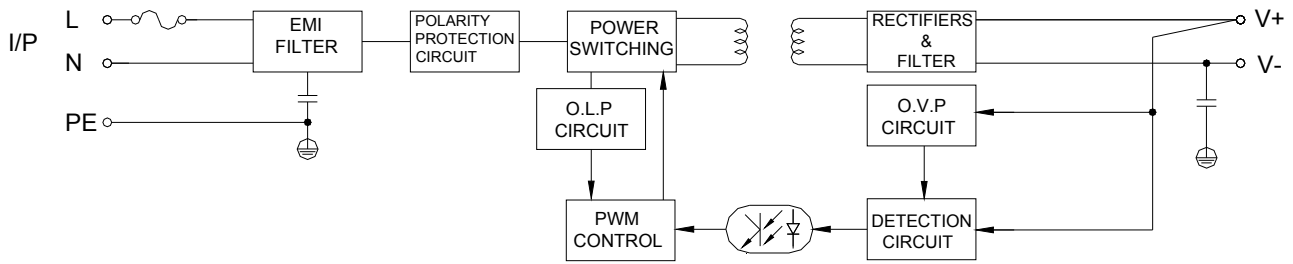 I/P
L
N
PE
EMI
FILTER
POLARITY
PROTECTION
CIRCUIT
POWER
SWITCHING
RECTIFIERS
&
FILTER
V+
V-
O.L.P
CIRCUIT
O.V.P
CIRCUIT
PWM
CONTROL
DETECTION
CIRCUIT